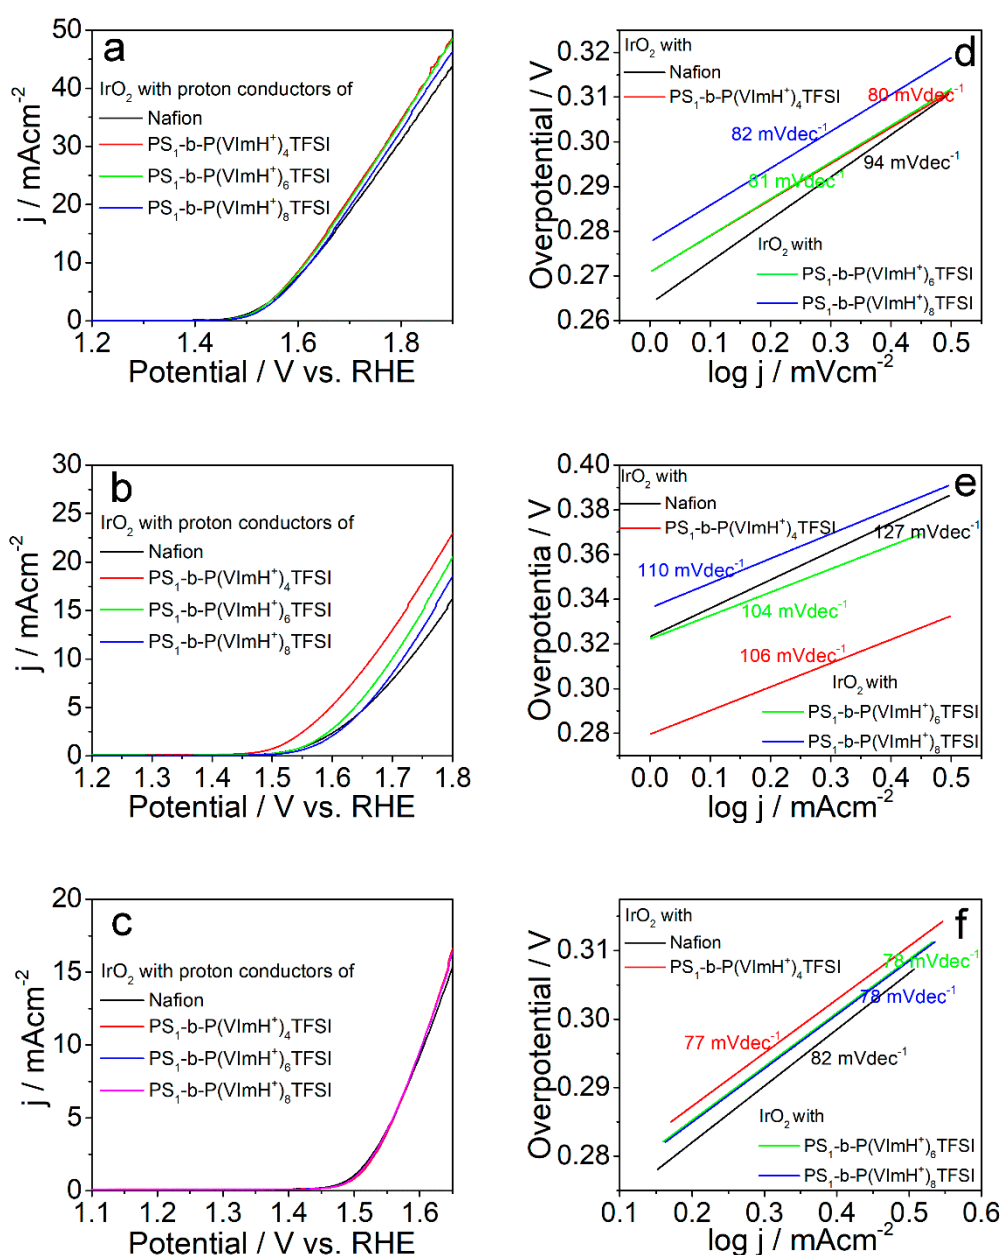 a
50
40
30
20
10
0
j / mAcm⁻²
IrO₂ with proton conductors of
Nafion
PS₁-b-P(VImH⁺)₄TFSI
PS₁-b-P(VImH⁺)₆TFSI
PS₁-b-P(VImH⁺)₈TFSI
1.2 1.4 1.6 1.8
Potential / V vs. RHE
d
0.32
0.31
0.30
0.29
0.28
0.27
0.26
Overpotential / V
IrO₂ with
Nafion
PS₁-b-P(VImH⁺)₄TFSI
80 mVdec⁻¹
82 mVdec⁻¹
94 mVdec⁻¹
81 mVdec⁻¹
IrO₂ with
PS₁-b-P(VImH⁺)₆TFSI
PS₁-b-P(VImH⁺)₈TFSI
0.0 0.1 0.2 0.3 0.4 0.5
log j / mVcm⁻²
b
30
25
20
15
10
5
0
j / mAcm⁻²
IrO₂ with proton conductors of
Nafion
PS₁-b-P(VImH⁺)₄TFSI
PS₁-b-P(VImH⁺)₆TFSI
PS₁-b-P(VImH⁺)₈TFSI
1.2 1.3 1.4 1.5 1.6 1.7 1.8
Potential / V vs. RHE
e
0.40
0.38
0.36
0.34
0.32
0.30
0.28
Overpotential / V
IrO₂ with
Nafion
PS₁-b-P(VImH⁺)₄TFSI
127 mVdec⁻¹
110 mVdec⁻¹
104 mVdec⁻¹
106 mVdec⁻¹
IrO₂ with
PS₁-b-P(VImH⁺)₆TFSI
PS₁-b-P(VImH⁺)₈TFSI
0.0 0.1 0.2 0.3 0.4 0.5
log j / mAcm⁻²
c
20
15
10
5
0
j / mAcm⁻²
IrO₂ with proton conductors of
Nafion
PS₁-b-P(VImH⁺)₄TFSI
PS₁-b-P(VImH⁺)₆TFSI
PS₁-b-P(VImH⁺)₈TFSI
1.1 1.2 1.3 1.4 1.5 1.6
Potential / V vs. RHE
f
0.31
0.30
0.29
0.28
Overpotential / V
IrO₂ with
Nafion
PS₁-b-P(VImH⁺)₄TFSI
78 mVdec⁻¹
78 mVdec⁻¹
77 mVdec⁻¹
82 mVdec⁻¹
IrO₂ with
PS₁-b-P(VImH⁺)₆TFSI
PS₁-b-P(VImH⁺)₈TFSI
0.1 0.2 0.3 0.4 0.5 0.6
log j / mAcm⁻²